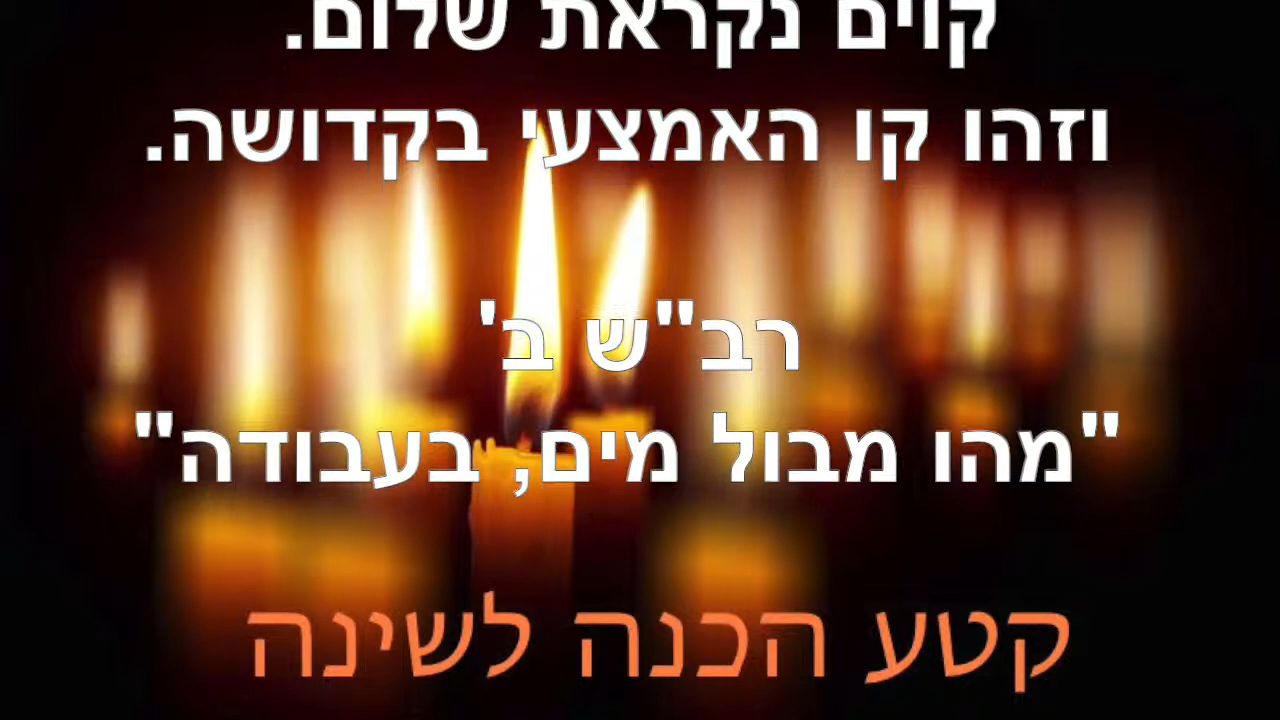 קוים נקראת שלום.
וזהו קו האמצעי בקדושה.
רב"ש ב'
"מהו מבול מים, בעבודה"
קטע הכנה לשינה